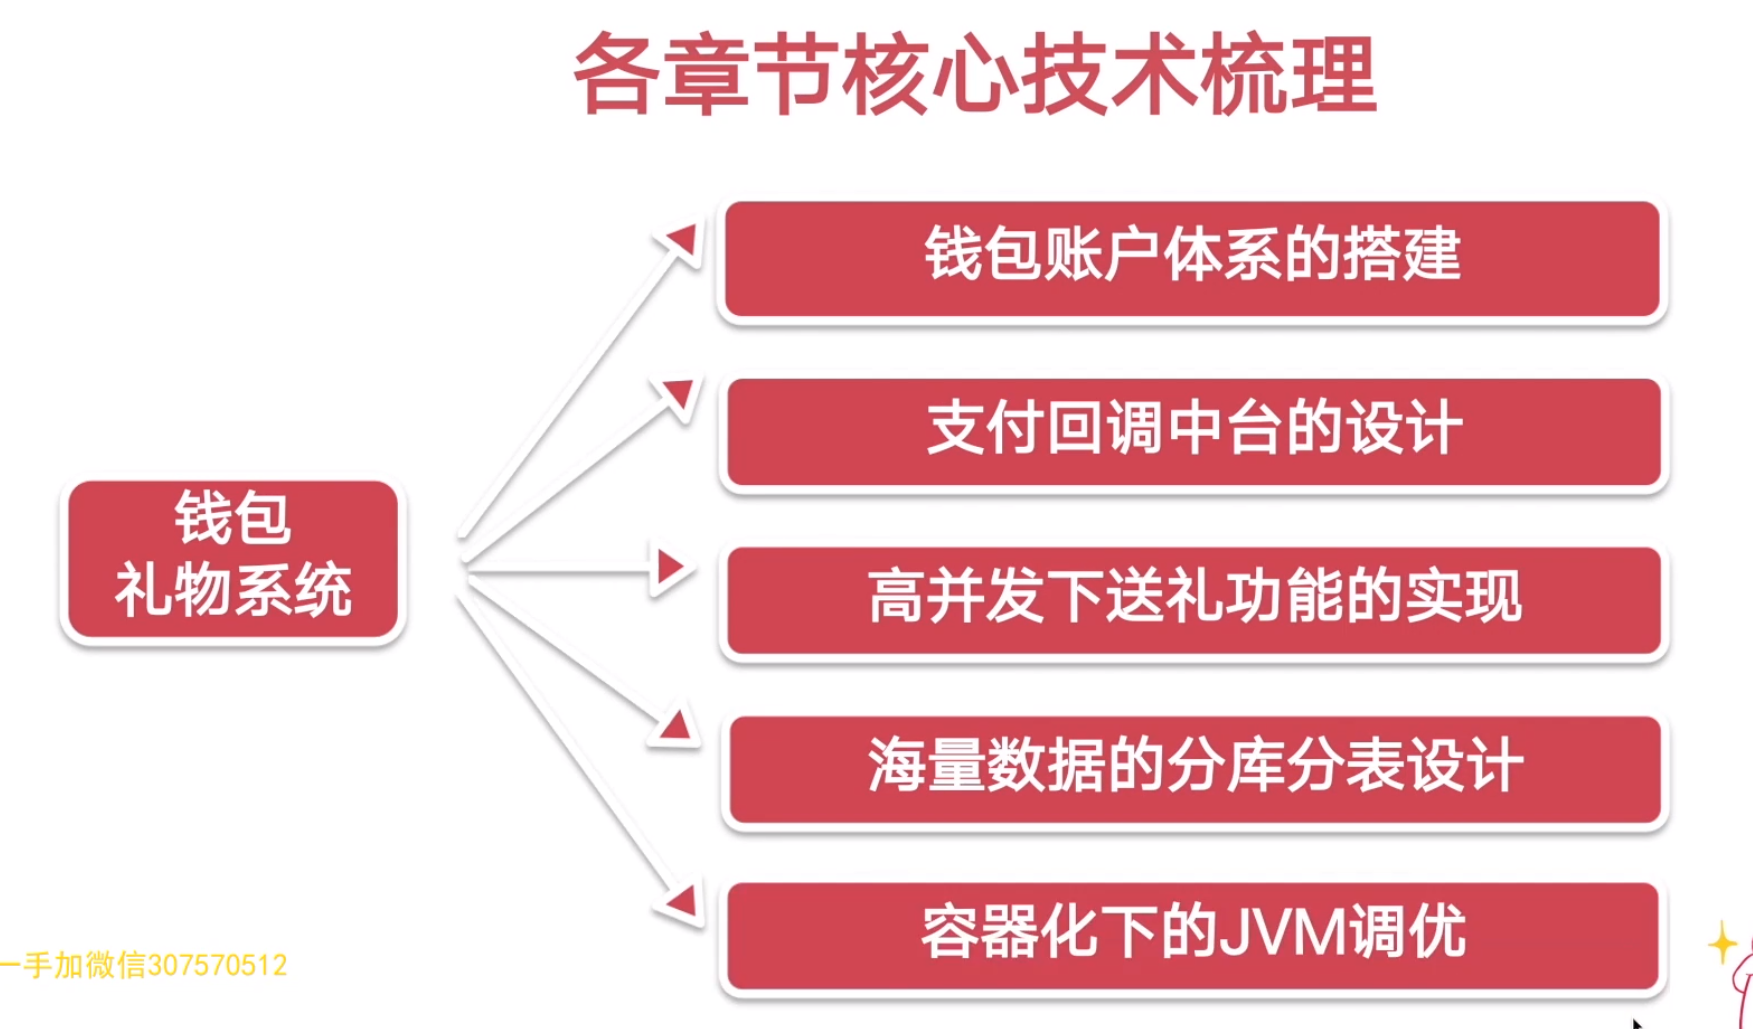 各章节核心技术梳理
钱包
礼物系统
钱包账户体系的搭建
支付回调中台的设计
高并发下送礼功能的实现
海量数据的分库分表设计
容器化下的JVM调优
一手加微信307570512